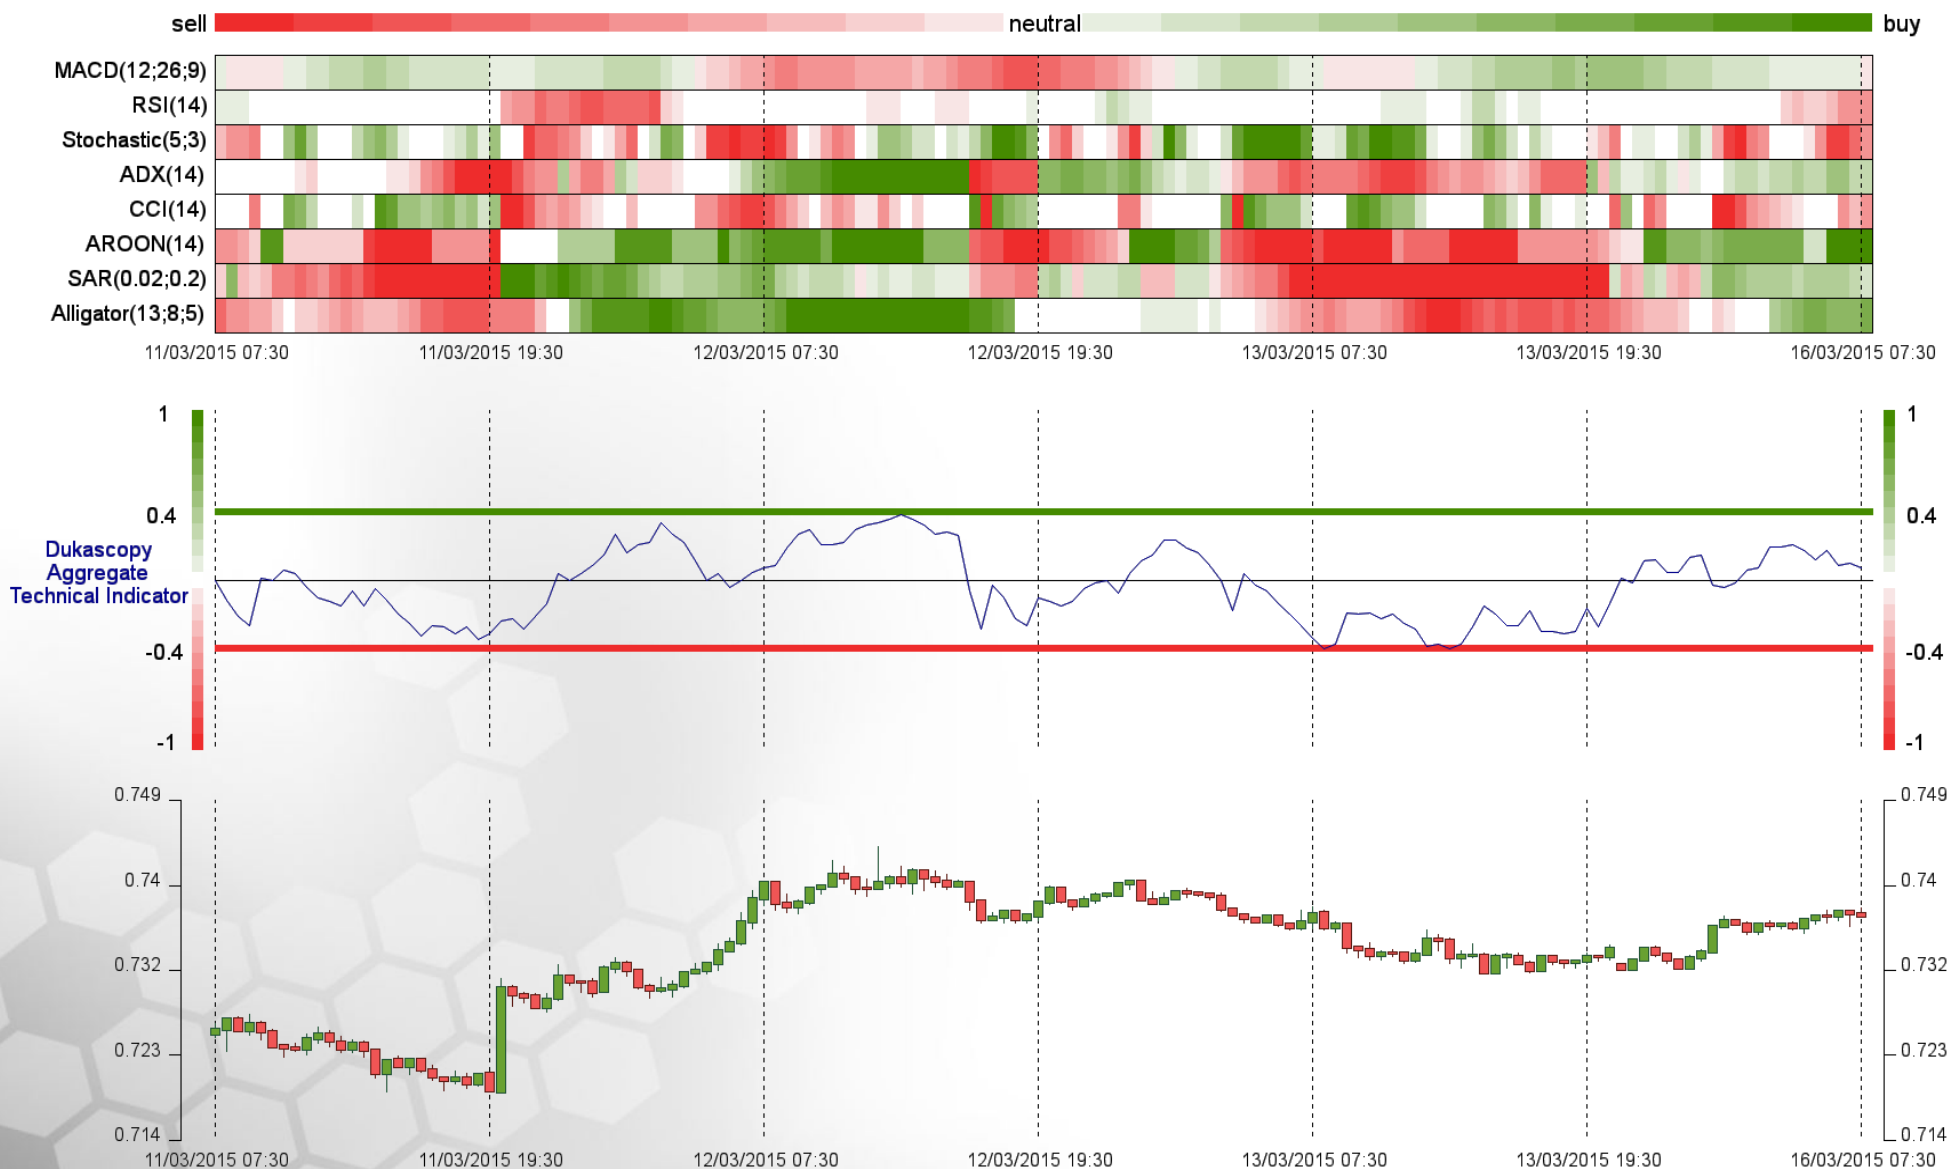 sell neutral buy
MACD(12;26;9)
RSI(14)
Stochastic(5;3)
ADX(14)
CCI(14)
AROON(14)
SAR(0.02;0.2)
Alligator(13;8;5)
11/03/2015 07:30 11/03/2015 19:30 12/03/2015 07:30 12/03/2015 19:30 13/03/2015 07:30 13/03/2015 19:30 16/03/2015 07:30
1 1
0.4 0.4
Dukascopy
Aggregate
Technical Indicator
-0.4 -0.4
-1 -1
0.749 0.749
0.74 0.74
0.732 0.732
0.723 0.723
0.714 0.714
11/03/2015 07:30 11/03/2015 19:30 12/03/2015 07:30 12/03/2015 19:30 13/03/2015 07:30 13/03/2015 19:30 16/03/2015 07:30